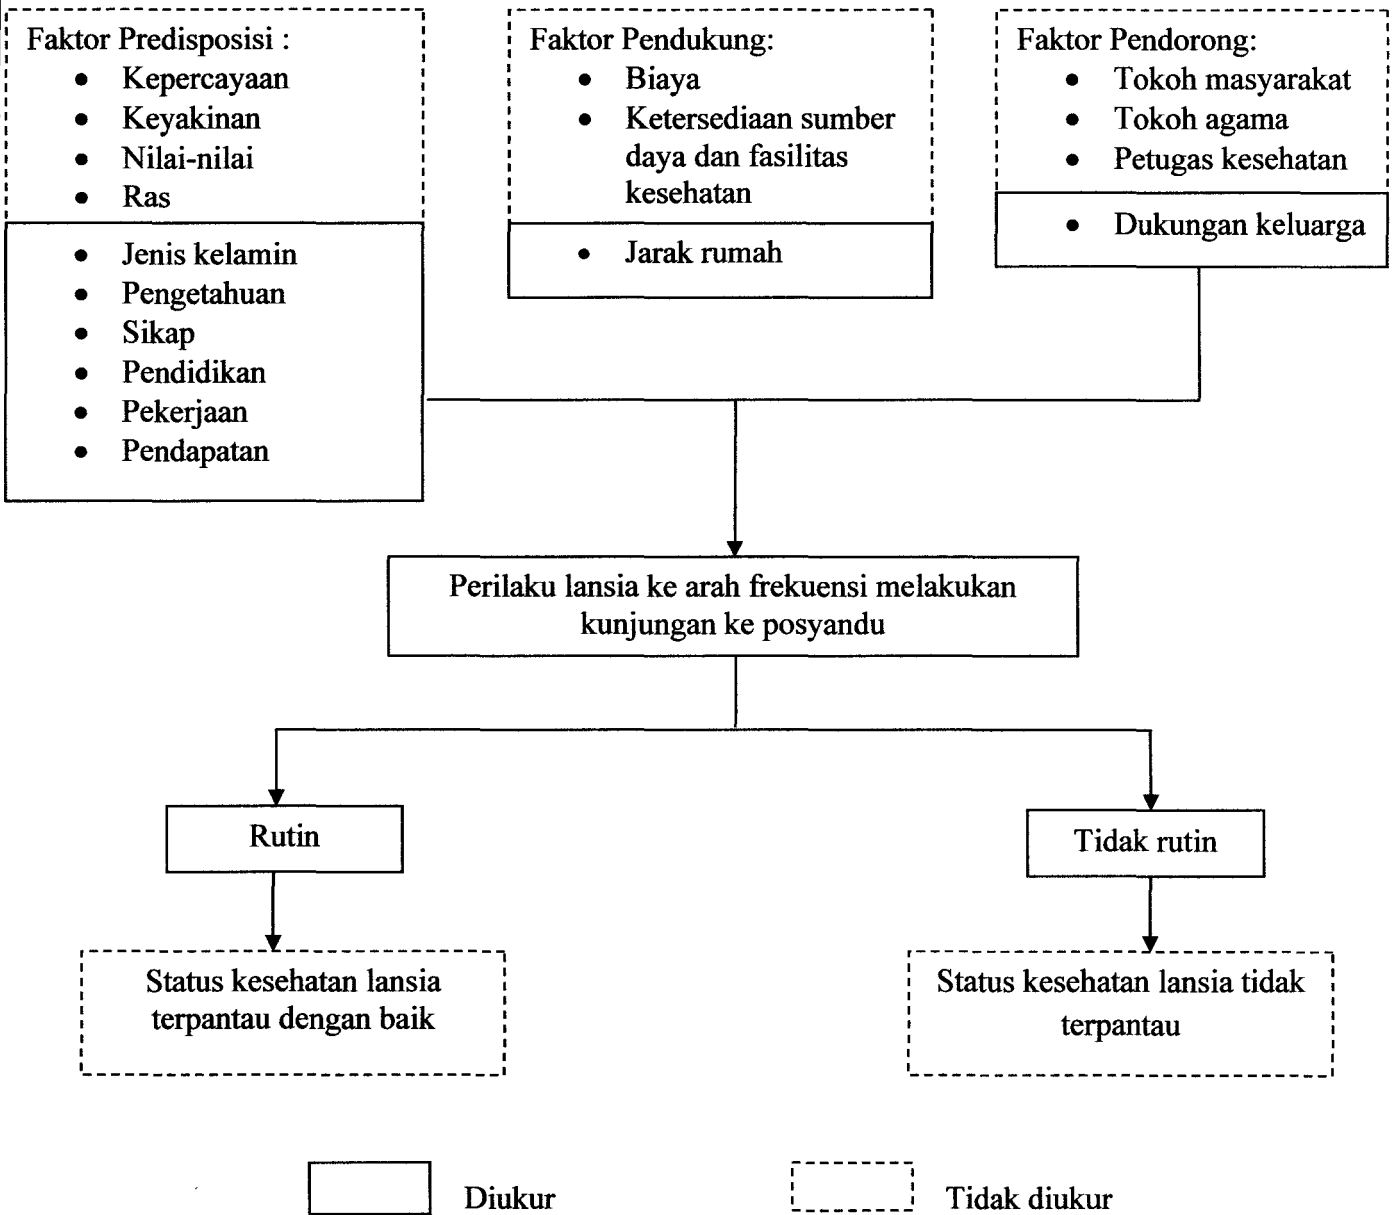 Faktor Predisposisi :
• Kepercayaan
• Keyakinan
• Nilai-nilai
• Ras
• Jenis kelamin
• Pengetahuan
• Sikap
• Pendidikan
• Pekerjaan
• Pendapatan
Faktor Pendukung:
• Biaya
• Ketersediaan sumber
daya dan fasilitas
kesehatan
• Jarak rumah
Faktor Pendorong:
• Tokoh masyarakat
• Tokoh agama
• Petugas kesehatan
• Dukungan keluarga
Perilaku lansia ke arah frekuensi melakukan
kunjungan ke posyandu
Rutin
Tidak rutin
Status kesehatan lansia
terpantau dengan baik
Status kesehatan lansia tidak
terpantau
Diukur
Tidak diukur